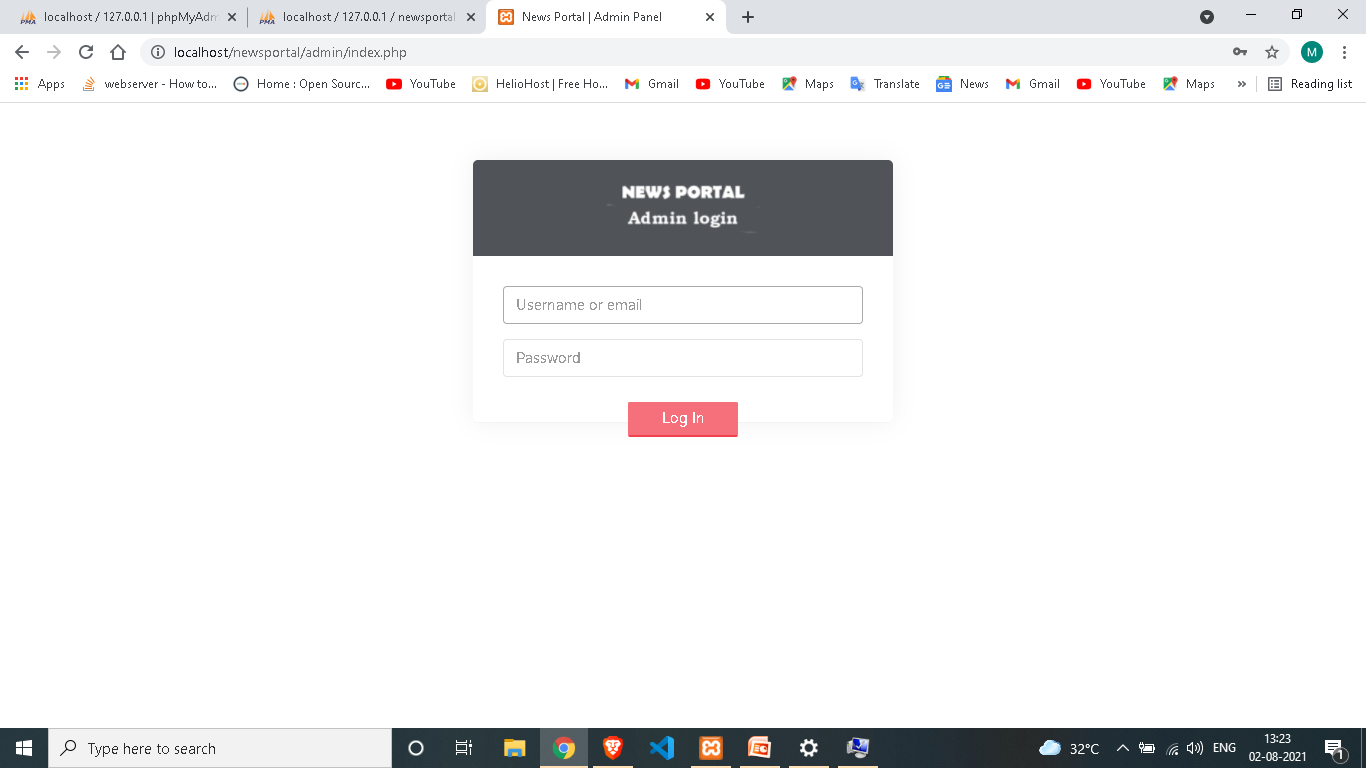 localhost / 127.0.0.1 | phpMyAdm
localhost / 127.0.0.1 / newsportal
News Portal | Admin Panel
localhost/newsportal/admin/index.php
M
Apps
webserver - How to...
Home : Open Sourc...
YouTube
HelioHost | Free Ho...
Gmail
YouTube
Maps
Translate
News
Gmail
YouTube
Maps
»
Reading list
NEWS PORTAL
Admin login
Username or email
Password
Log In
Type here to search
32°C
ENG
13:23
02-08-2021
1